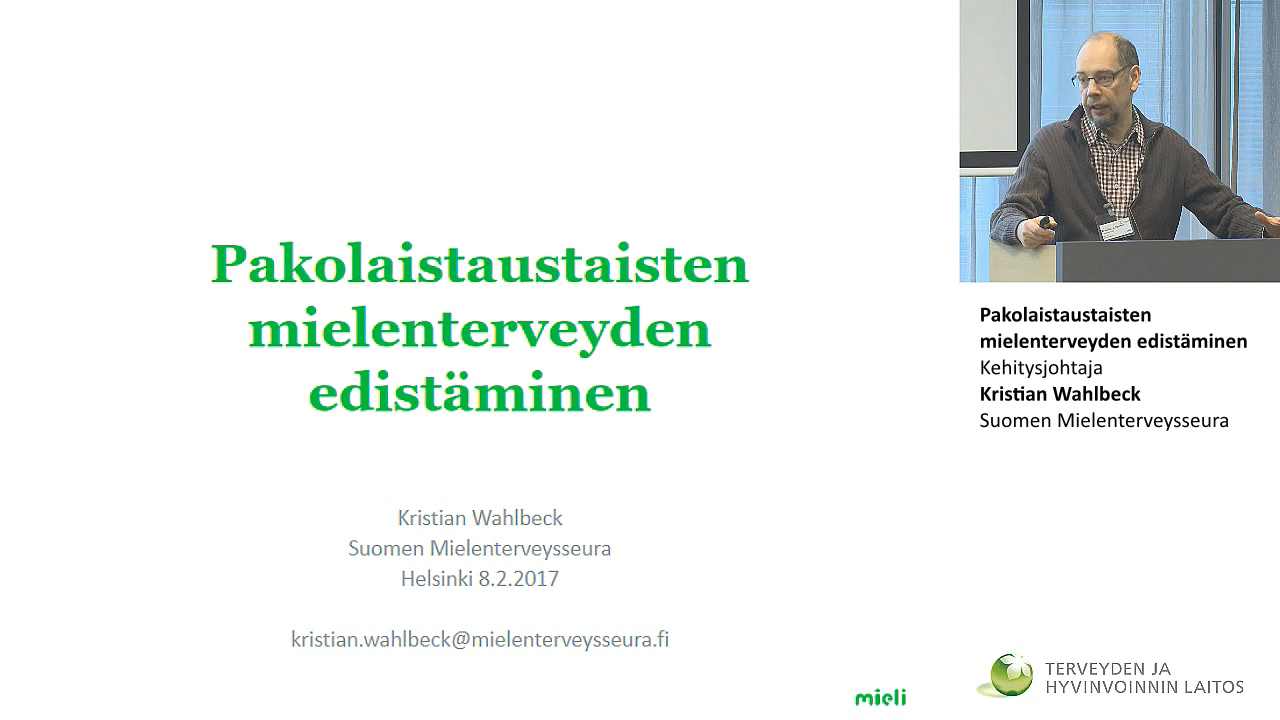 Pakolaistaustaisten
mielenterveyden
edistäminen
Kristian Wahlbeck
Suomen Mielenterveysseura
Helsinki 8.2.2017
kristian.wahlbeck@mielenterveysseura.fi
mieli
Pakolaistaustaisten
mielenterveyden edistäminen
Kehitysjohtaja
Kristian Wahlbeck
Suomen Mielenterveysseura
TERVEYDEN JA
HYVINVOINNIN LAITOS